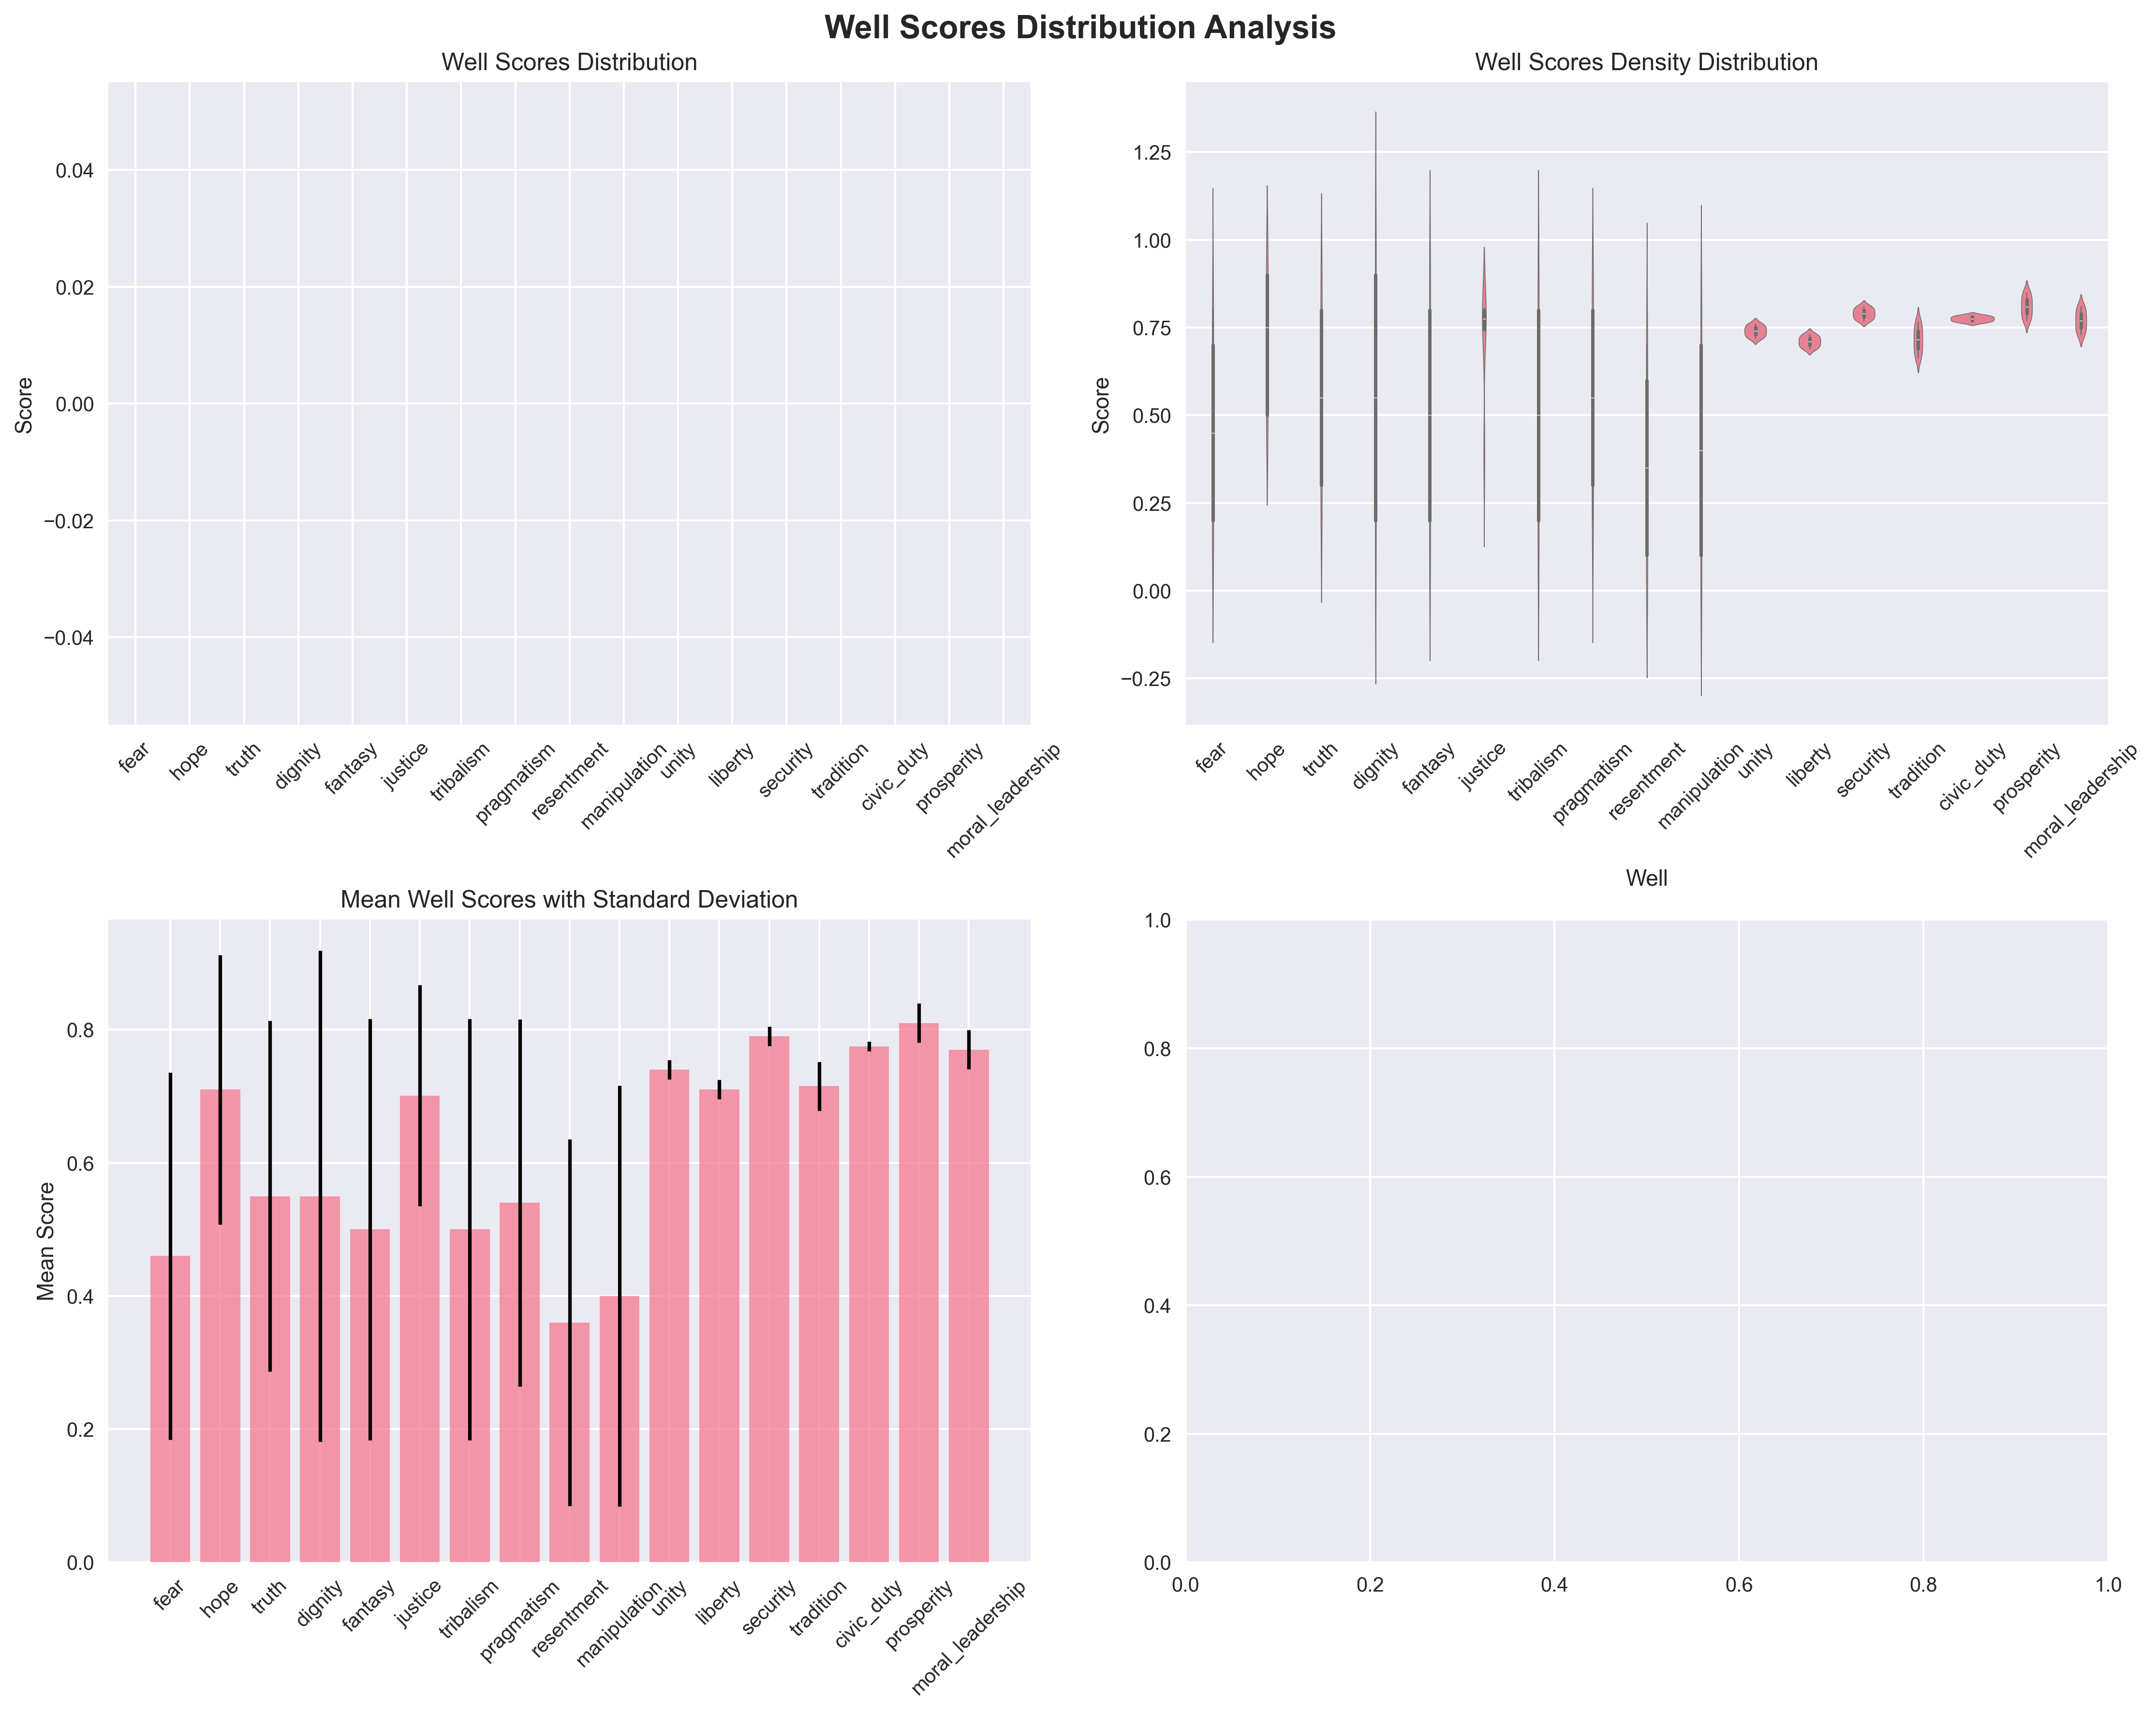 Well Scores Distribution Analysis
Well Scores Distribution
Score
0.04
0.02
0.00
−0.02
−0.04
fear
hope
truth
dignity
fantasy
justice
tribalism
pragmatism
resentment
manipulation
unity
liberty
security
tradition
civic_duty
prosperity
moral_leadership
Well Scores Density Distribution
Score
1.25
1.00
0.75
0.50
0.25
0.00
−0.25
fear
hope
truth
dignity
fantasy
justice
tribalism
pragmatism
resentment
manipulation
unity
liberty
security
tradition
civic_duty
prosperity
moral_leadership
Well
Mean Well Scores with Standard Deviation
Mean Score
0.8
0.6
0.4
0.2
0.0
fear
hope
truth
dignity
fantasy
justice
tribalism
pragmatism
resentment
manipulation
unity
liberty
security
tradition
civic_duty
prosperity
moral_leadership
1.0
0.8
0.6
0.4
0.2
0.0
0.0 0.2 0.4 0.6 0.8 1.0